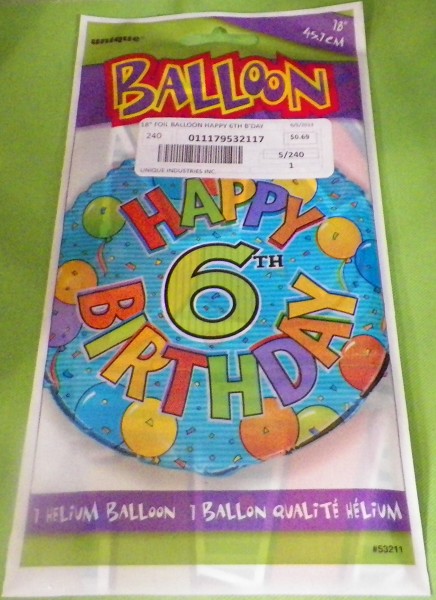 unique
18"
45.7CM
BALLOON
18" FOIL BALLOON HAPPY 6TH B'DAY
240 011179532117 $0.69
5/240
1
UNIQUE INDUSTRIES INC.
HAPPY
6TH
BIRTHDAY
1 HELIUM BALLOON 1 BALLON QUALITÉ HÉLIUM
#53211